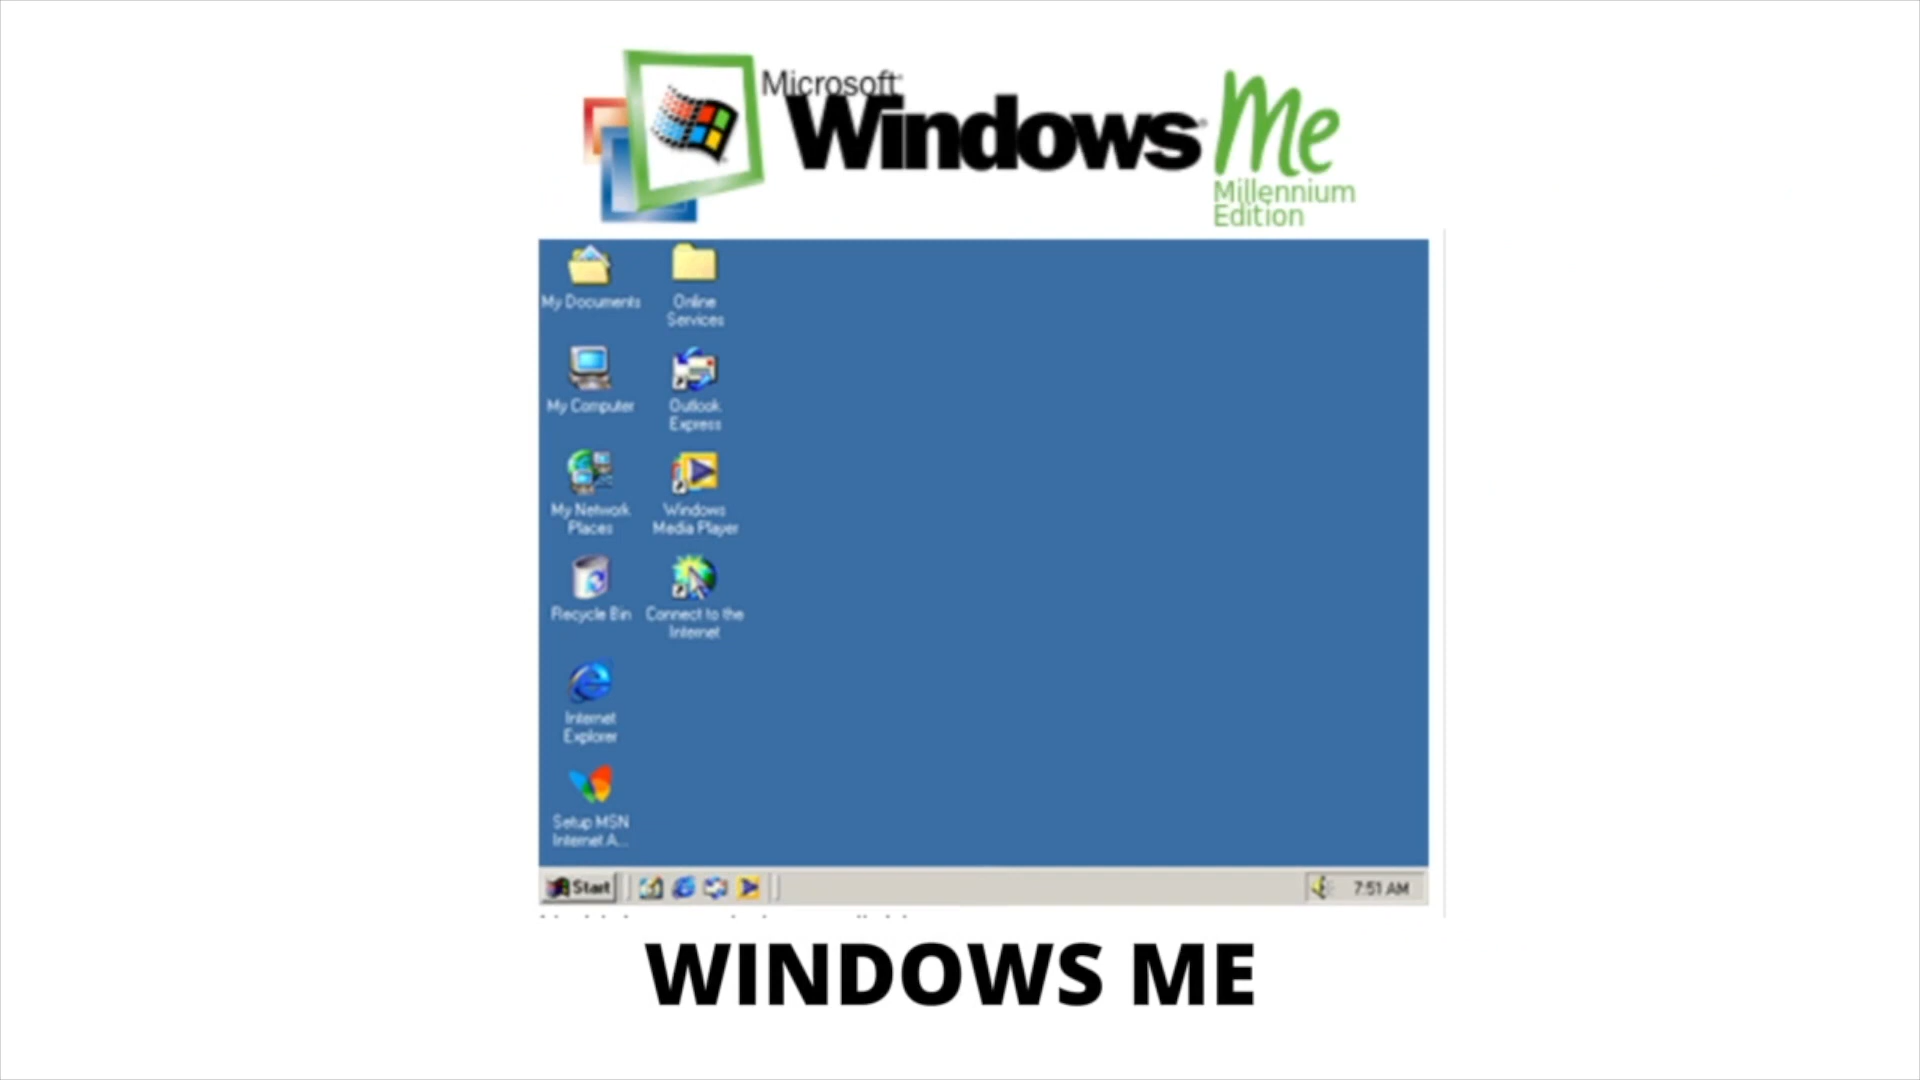 Microsoft
Windows Me
Millennium
Edition
My Documents
Online
Services
My Computer
Outlook
Express
My Network
Places
Windows
Media Player
Recycle Bin
Connect to the
Internet
Internet
Explorer
Setup MSN
Internet A...
Start
7:51 AM
WINDOWS ME